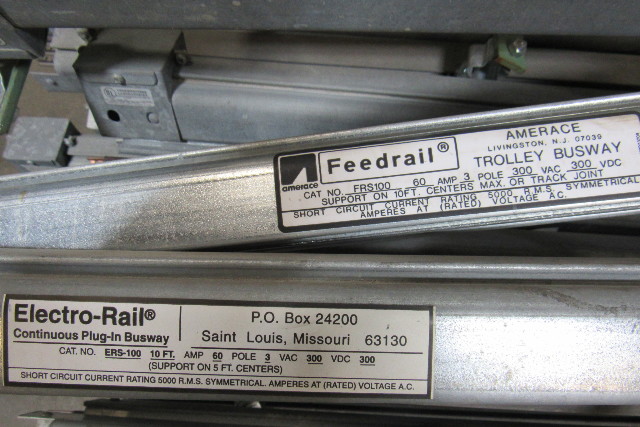 amerace
Feedrail®
AMERACE
LIVINGSTON, N.J. 07039
TROLLEY BUSWAY
CAT NO. FRS100 60 AMP 3 POLE 300 VAC 300 VDC
SUPPORT ON 10FT. CENTERS MAX. OR TRACK JOINT
SHORT CIRCUIT CURRENT RATING 5000 R.M.S. SYMMETRICAL
AMPERES AT (RATED) VOLTAGE A.C.
Electro-Rail®
Continuous Plug-In Busway
P.O. Box 24200
Saint Louis, Missouri 63130
CAT. NO. ERS-100 10 FT. AMP 60 POLE 3 VAC 300 VDC 300
(SUPPORT ON 5 FT. CENTERS)
SHORT CIRCUIT CURRENT RATING 5000 R.M.S. SYMMETRICAL. AMPERES AT (RATED) VOLTAGE A.C.